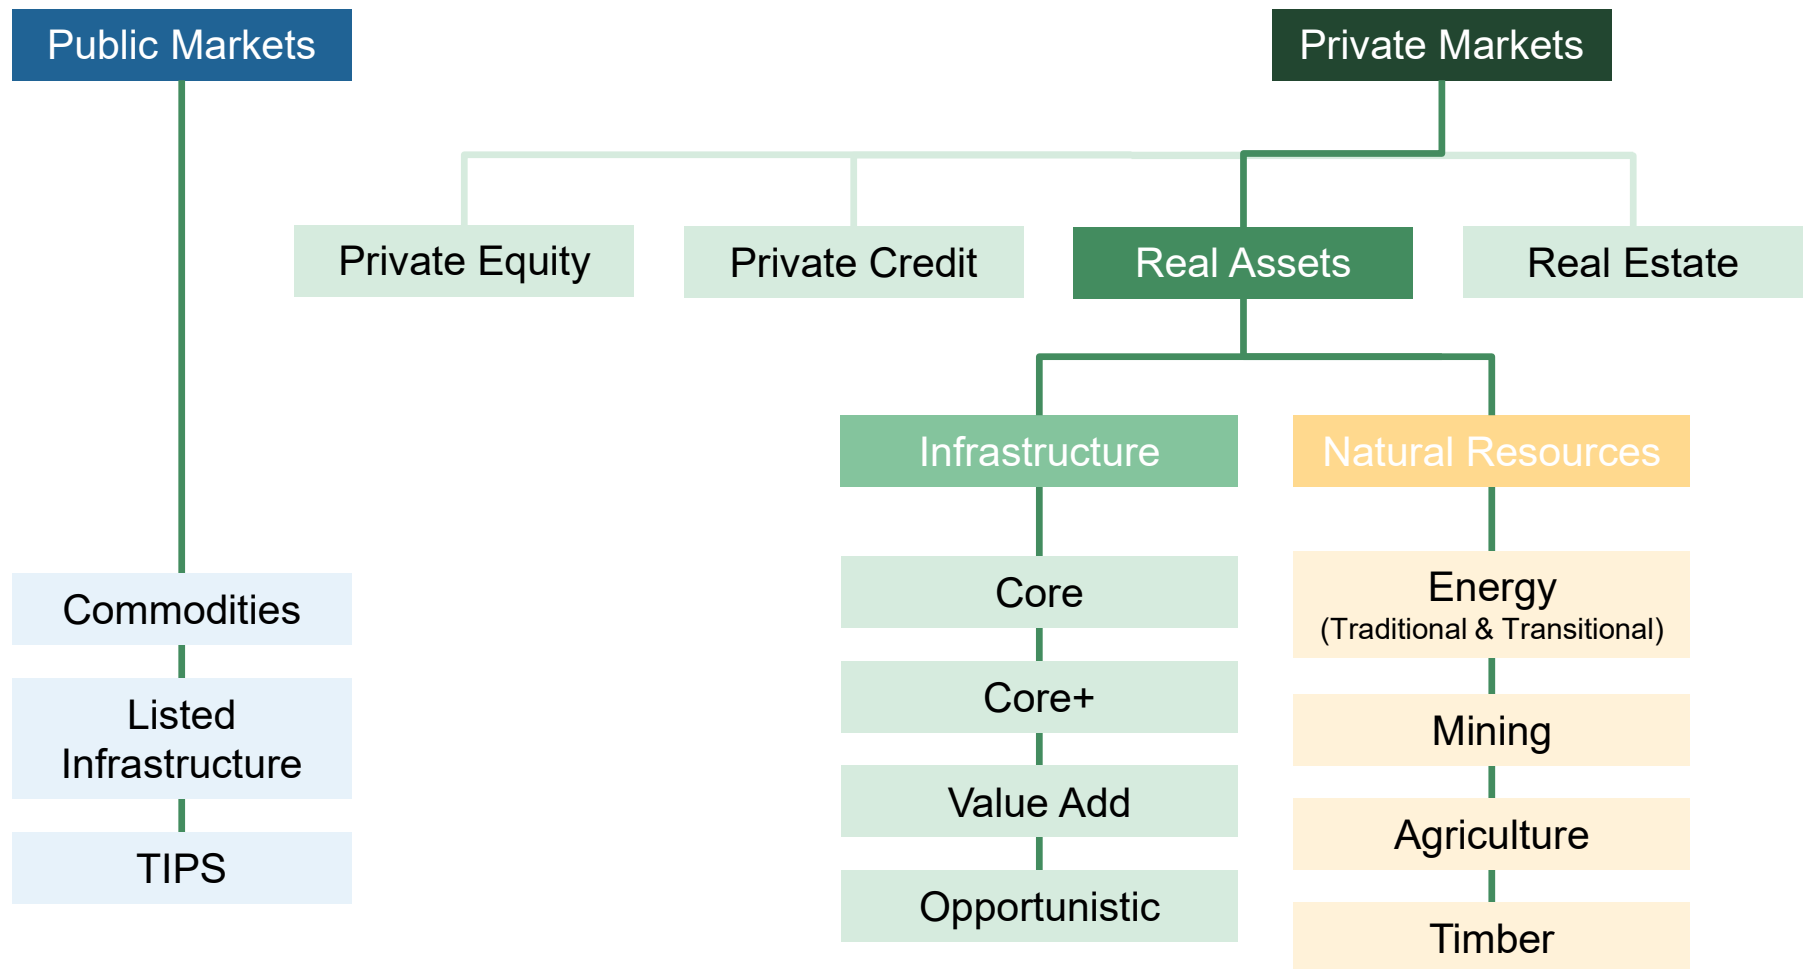 Public Markets
Private Markets
Private Equity
Private Credit
Real Assets
Real Estate
Infrastructure
Natural Resources
Commodities
Listed
Infrastructure
TIPS
Core
Core+
Value Add
Opportunistic
Energy
(Traditional & Transitional)
Mining
Agriculture
Timber